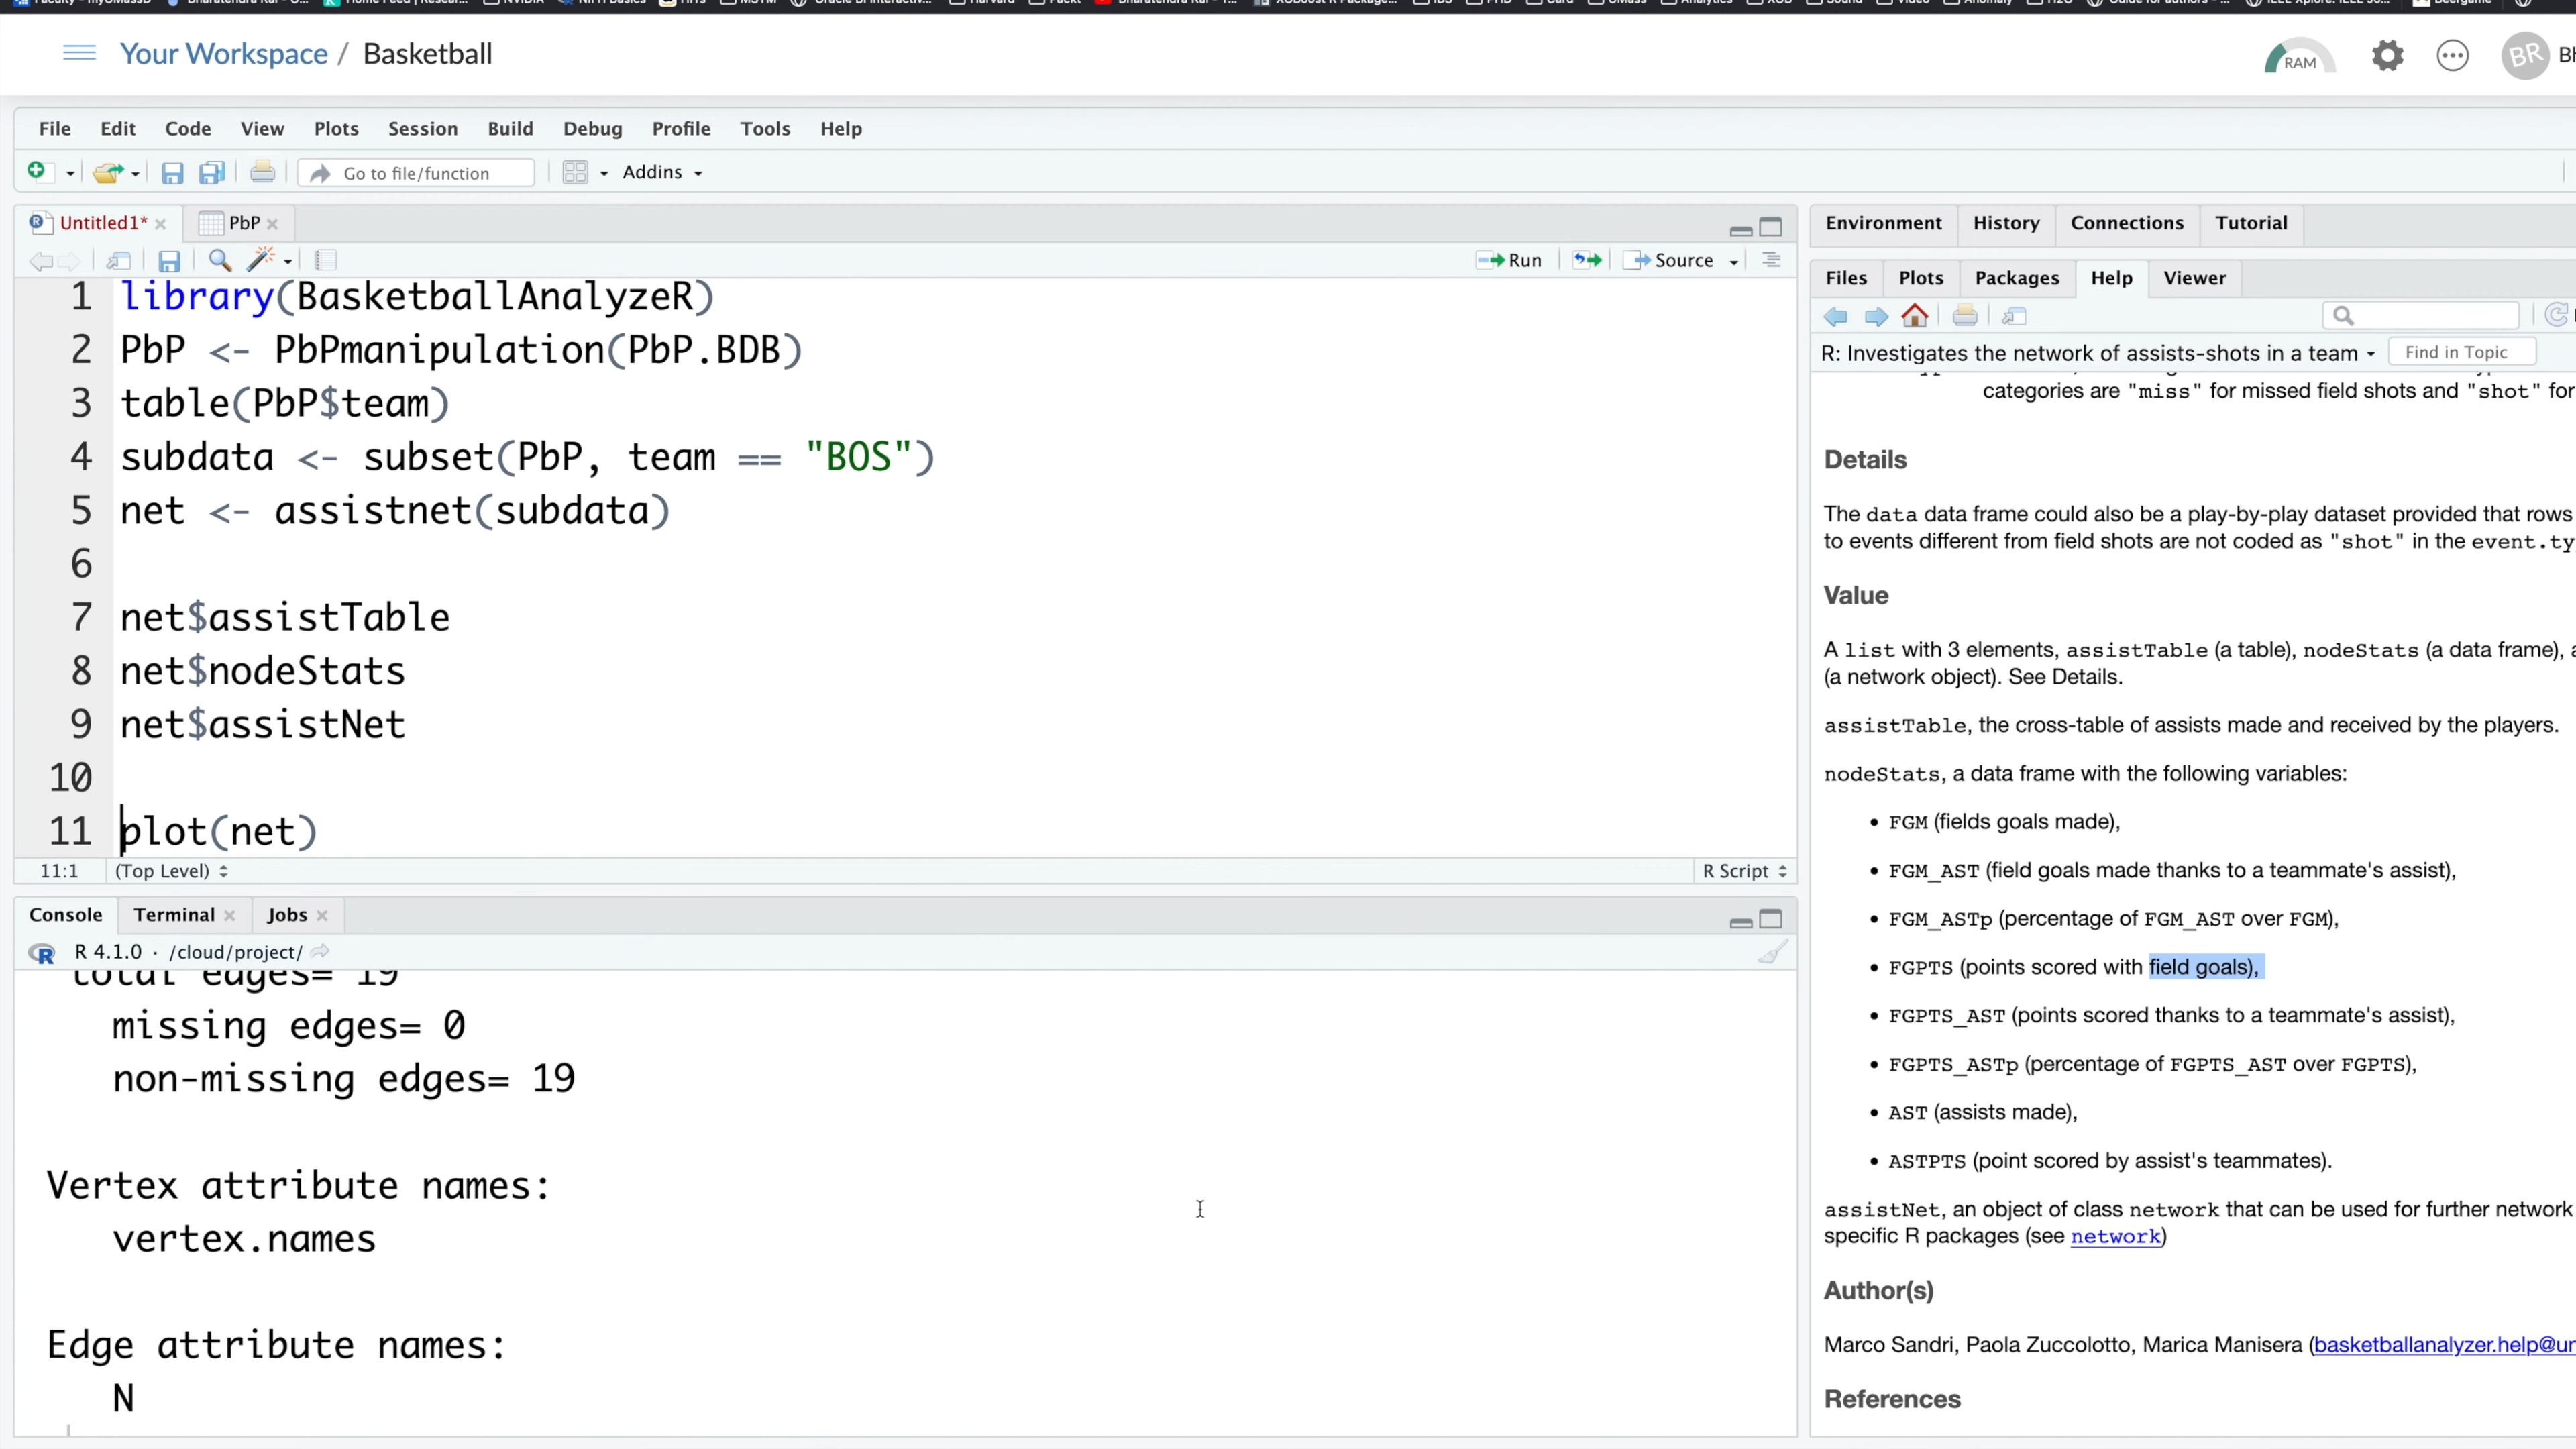 Your Workspace / Basketball
RAM
BR
File Edit Code View Plots Session Build Debug Profile Tools Help
Go to file/function Addins
Untitled1* PbP
Run Source
1 library(BasketballAnalyzeR)
2 PbP <- PbPmanipulation(PbP.BDB)
3 table(PbP$team)
4 subdata <- subset(PbP, team == "BOS")
5 net <- assistnet(subdata)
6
7 net$assistTable
8 net$nodeStats
9 net$assistNet
10
11 plot(net)
11:1 (Top Level) R Script
Console Terminal Jobs
R 4.1.0 · /cloud/project/
total edges= 19
missing edges= 0
non-missing edges= 19
Vertex attribute names:
vertex.names
Edge attribute names:
N
Environment History Connections Tutorial
Files Plots Packages Help Viewer
R: Investigates the network of assists-shots in a team Find in Topic
categories are "miss" for missed field shots and "shot" for
Details
The data data frame could also be a play-by-play dataset provided that rows
to events different from field shots are not coded as "shot" in the event.ty
Value
A list with 3 elements, assistTable (a table), nodeStats (a data frame),
(a network object). See Details.
assistTable, the cross-table of assists made and received by the players.
nodeStats, a data frame with the following variables:
• FGM (fields goals made),
• FGM_AST (field goals made thanks to a teammate's assist),
• FGM_ASTp (percentage of FGM_AST over FGM),
• FGPTS (points scored with field goals),
• FGPTS_AST (points scored thanks to a teammate's assist),
• FGPTS_ASTp (percentage of FGPTS_AST over FGPTS),
• AST (assists made),
• ASTPTS (point scored by assist's teammates).
assistNet, an object of class network that can be used for further network
specific R packages (see network)
Author(s)
Marco Sandri, Paola Zuccolotto, Marica Manisera (basketballanalyzer.help@un
References